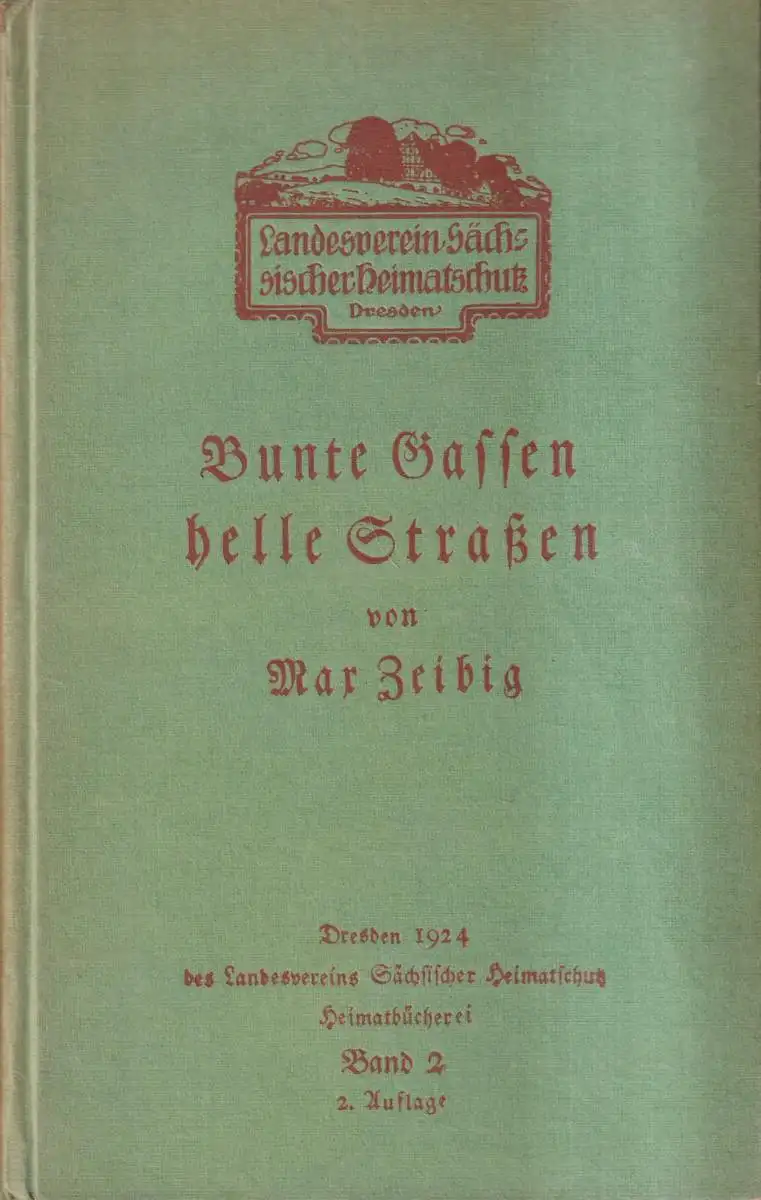 Landesverein Säch⸗
sischer Heimatschutz
Dresden
Bunte Gassen
helle Straßen
von
Max Zeibig
Dresden 1924
des Landesvereins Sächsischer Heimatschutz
Heimatbücherei
Band 2
2. Auflage